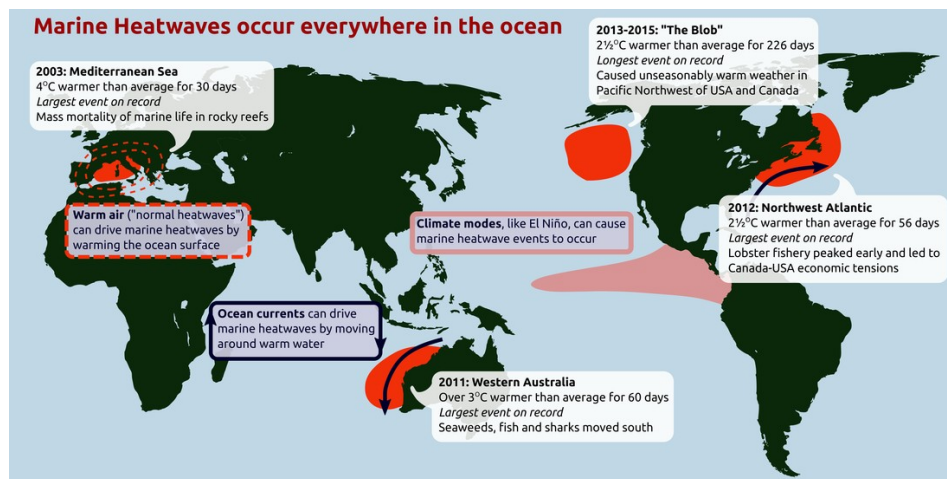 Marine Heatwaves occur everywhere in the ocean
2013-2015: "The Blob"
2½°C warmer than average for 226 days
Longest event on record
Caused unseasonably warm weather in
Pacific Northwest of USA and Canada
2003: Mediterranean Sea
4°C warmer than average for 30 days
Largest event on record
Mass mortality of marine life in rocky reefs
Warm air ("normal heatwaves")
can drive marine heatwaves by
warming the ocean surface
Climate modes, like El Niño, can cause
marine heatwave events to occur
2012: Northwest Atlantic
2½°C warmer than average for 56 days
Largest event on record
Lobster fishery peaked early and led to
Canada-USA economic tensions
Ocean currents can drive
marine heatwaves by moving
around warm water
2011: Western Australia
Over 3°C warmer than average for 60 days
Largest event on record
Seaweeds, fish and sharks moved south